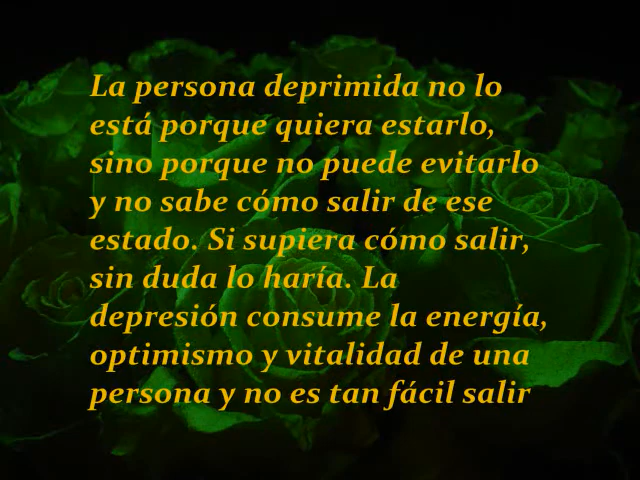 La persona deprimida no lo
está porque quiera estarlo,
sino porque no puede evitarlo
y no sabe cómo salir de ese
estado. Si supiera cómo salir,
sin duda lo haría. La
depresión consume la energía,
optimismo y vitalidad de una
persona y no es tan fácil salir